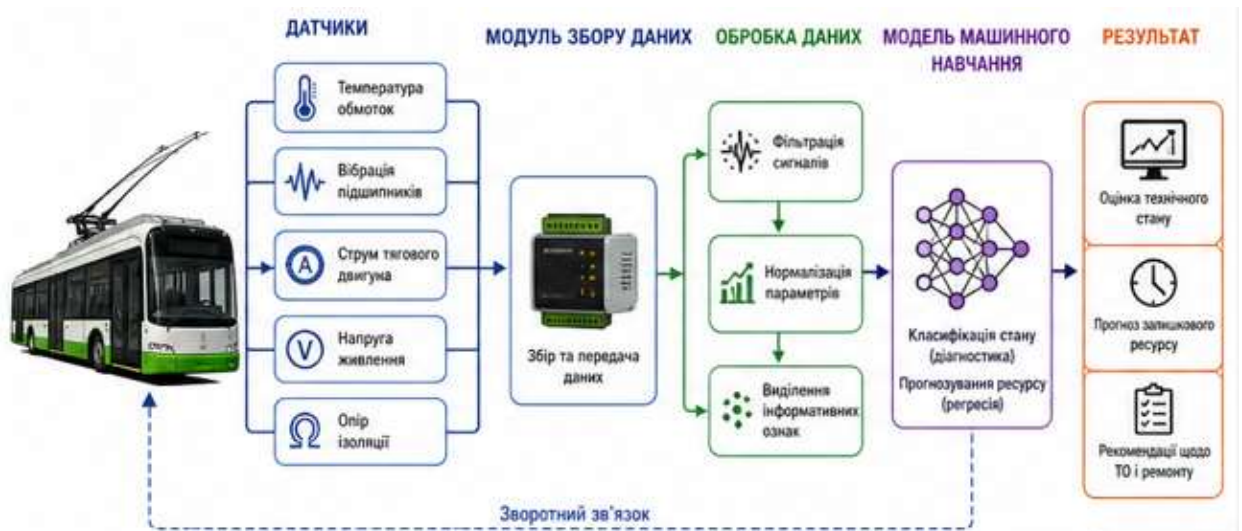 ДАТЧИКИ
Температура
обмоток
Вібрація
підшипників
A
Струм тягового
двигуна
V
Напруга
живлення
Ω
Опір
ізоляції
МОДУЛЬ ЗБОРУ ДАНИХ
Збір та передача
даних
ОБРОБКА ДАНИХ
Фільтрація
сигналів
Нормалізація
параметрів
Виділення
інформативних
ознак
МОДЕЛЬ МАШИННОГО
НАВЧАННЯ
Класифікація стану
(діагностика)
Прогнозування ресурсу
(регресія)
РЕЗУЛЬТАТ
Оцінка технічного
стану
Прогноз залишкового
ресурсу
Рекомендації щодо
ТО і ремонту
Зворотний зв'язок